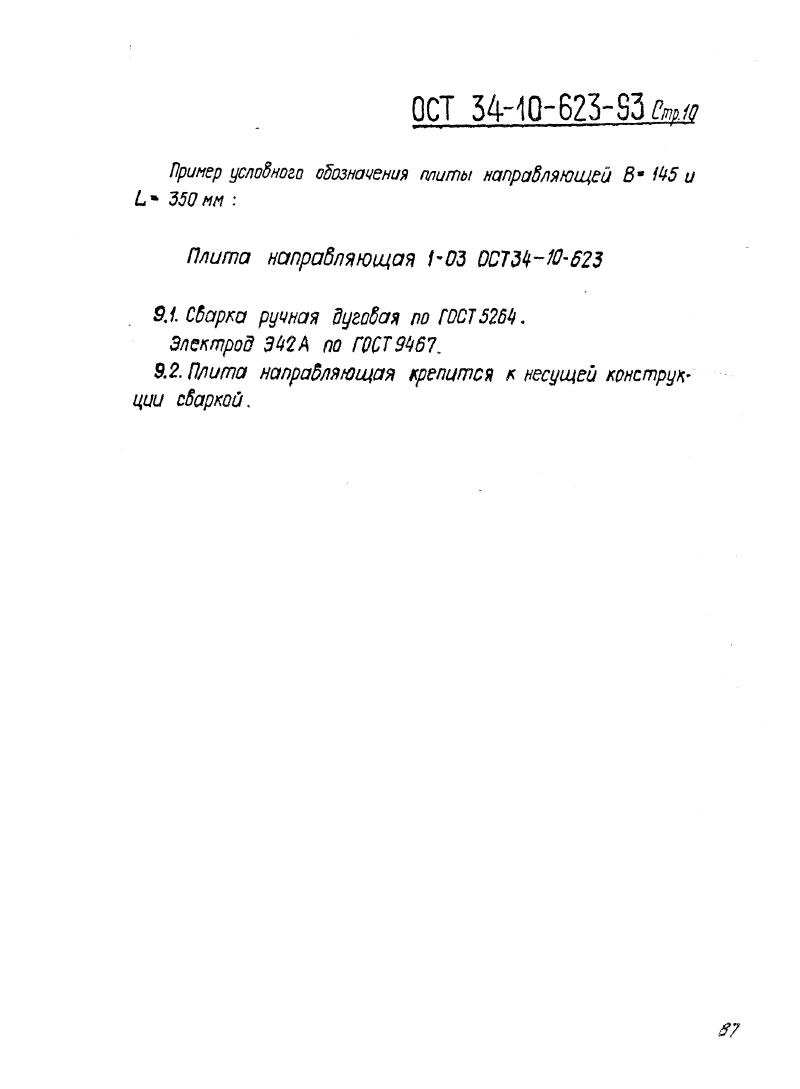 ОСТ 34-10-623-93 Стр.10
Пример условного обозначения плиты направляющей В= 145 и
L= 350 мм :
Плита направляющая 1-03 ОСТ34-10-623
9.1. Сварка ручная дуговая по ГОСТ 5264.
Электрод Э42А по ГОСТ 9467.
9.2. Плита направляющая крепится к несущей конструк-
ции сваркой.
87